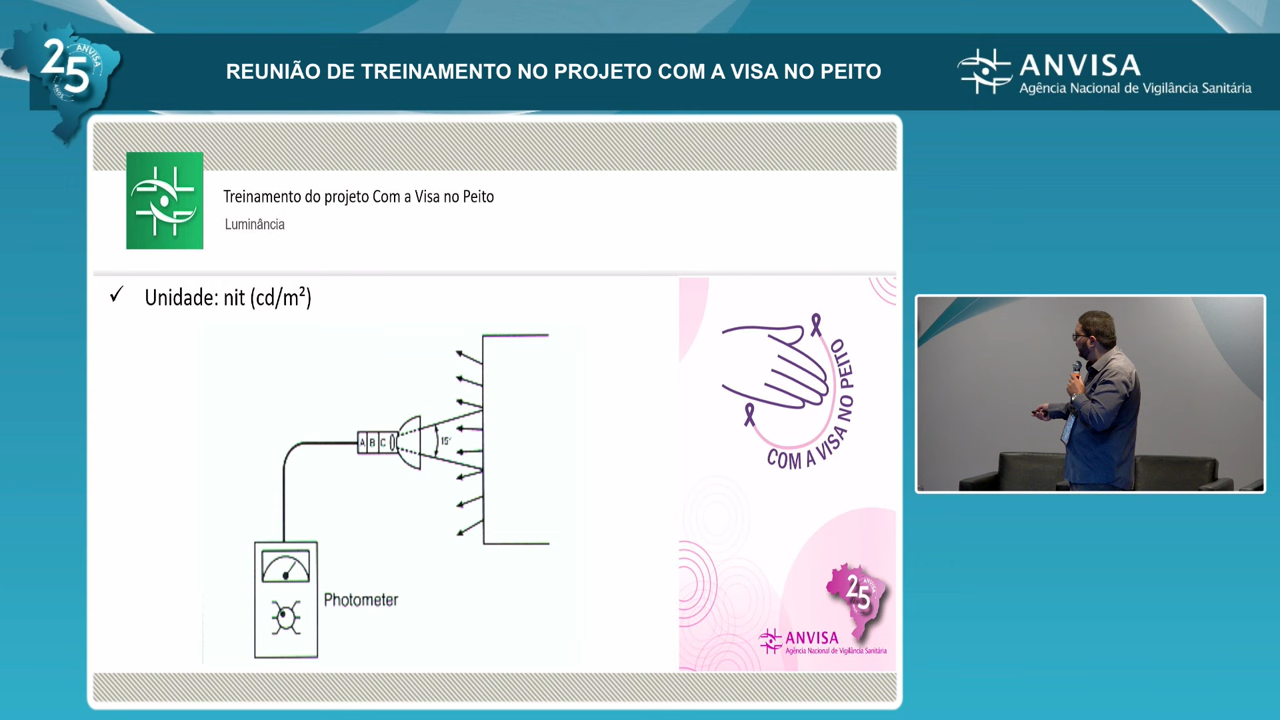 25
ANVISA
ANOS
REUNIÃO DE TREINAMENTO NO PROJETO COM A VISA NO PEITO
ANVISA
Agência Nacional de Vigilância Sanitária
Treinamento do projeto Com a Visa no Peito
Luminância
✓ Unidade: nit (cd/m²)
A B C
15°
Photometer
COM A VISA NO PEITO
25
ANVISA
Agência Nacional de Vigilância Sanitária